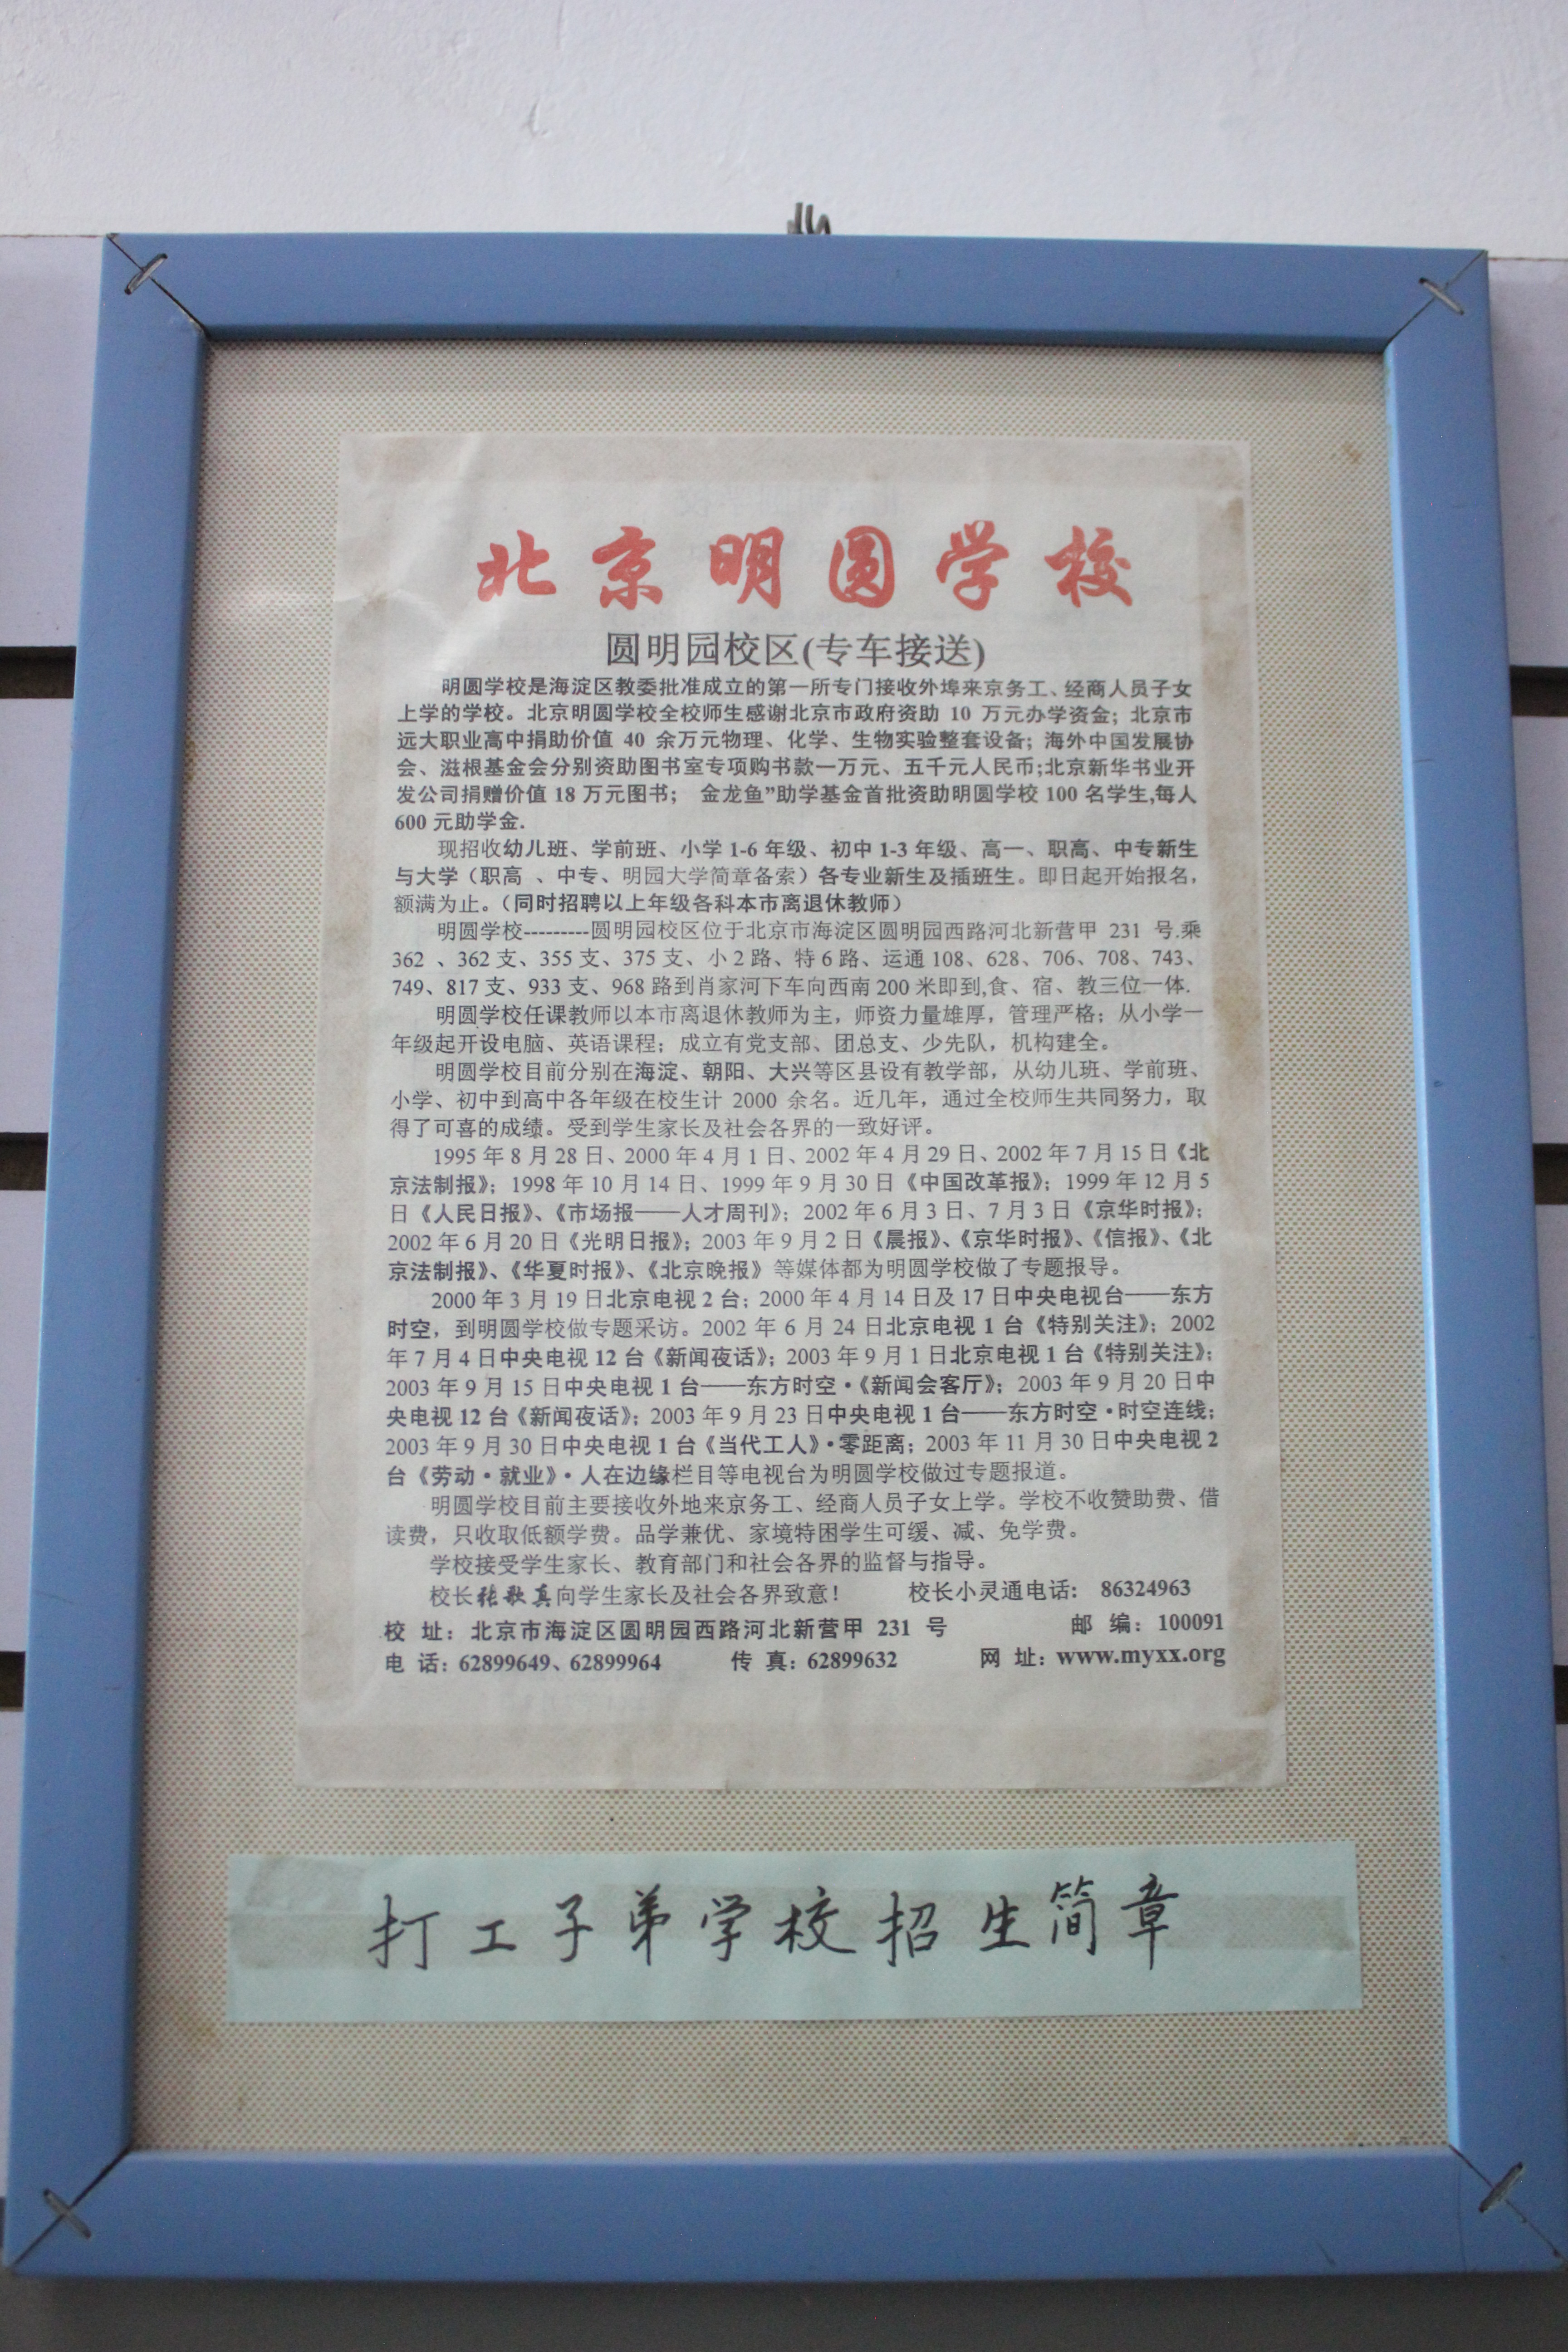 北京明圆学校
圆明园校区(专车接送)
明圆学校是海淀区教委批准成立的第一所专门接收外埠来京务工、经商人员子女
上学的学校。北京明圆学校全校师生感谢北京市政府资助 10 万元办学资金；北京市
远大职业高中捐助价值 40 余万元物理、化学、生物实验整套设备；海外中国发展协
会、滋根基金会分别资助图书室专项购书款一万元、五千元人民币;北京新华书业开
发公司捐赠价值 18 万元图书； 金龙鱼”助学基金首批资助明圆学校 100 名学生,每人
600 元助学金.
现招收幼儿班、学前班、小学 1-6 年级、初中 1-3 年级、高一、职高、中专新生
与大学（职高 、中专、明园大学简章备索）各专业新生及插班生。即日起开始报名，
额满为止。（同时招聘以上年级各科本市离退休教师）
明圆学校---------圆明园校区位于北京市海淀区圆明园西路河北新营甲 231 号.乘
362 、362 支、355 支、375 支、小 2 路、特 6 路、运通 108、628、706、708、743、
749、817 支、933 支、968 路到肖家河下车向西南 200 米即到,食、宿、教三位一体.
明圆学校任课教师以本市离退休教师为主，师资力量雄厚，管理严格；从小学一
年级起开设电脑、英语课程；成立有党支部、团总支、少先队，机构建全。
明圆学校目前分别在海淀、朝阳、大兴等区县设有教学部，从幼儿班、学前班、
小学、初中到高中各年级在校生计 2000 余名。近几年，通过全校师生共同努力，取
得了可喜的成绩。受到学生家长及社会各界的一致好评。
1995 年 8 月 28 日、2000 年 4 月 1 日、2002 年 4 月 29 日、2002 年 7 月 15 日《北
京法制报》；1998 年 10 月 14 日、1999 年 9 月 30 日《中国改革报》；1999 年 12 月 5
日《人民日报》、《市场报——人才周刊》；2002 年 6 月 3 日、7 月 3 日《京华时报》；
2002 年 6 月 20 日《光明日报》；2003 年 9 月 2 日《晨报》、《京华时报》、《信报》、《北
京法制报》、《华夏时报》、《北京晚报》等媒体都为明圆学校做了专题报导。
2000 年 3 月 19 日北京电视 2 台；2000 年 4 月 14 日及 17 日中央电视台——东方
时空，到明圆学校做专题采访。2002 年 6 月 24 日北京电视 1 台《特别关注》；2002
年 7 月 4 日中央电视 12 台《新闻夜话》；2003 年 9 月 1 日北京电视 1 台《特别关注》；
2003 年 9 月 15 日中央电视 1 台——东方时空·《新闻会客厅》；2003 年 9 月 20 日中
央电视 12 台《新闻夜话》；2003 年 9 月 23 日中央电视 1 台——东方时空·时空连线；
2003 年 9 月 30 日中央电视 1 台《当代工人》·零距离；2003 年 11 月 30 日中央电视 2
台《劳动·就业》·人在边缘栏目等电视台为明圆学校做过专题报道。
明圆学校目前主要接收外地来京务工、经商人员子女上学。学校不收赞助费、借
读费，只收取低额学费。品学兼优、家境特困学生可缓、减、免学费。
学校接受学生家长、教育部门和社会各界的监督与指导。
校长张歌真向学生家长及社会各界致意！ 校长小灵通电话： 86324963
校 址：北京市海淀区圆明园西路河北新营甲 231 号 邮 编：100091
电 话：62899649、62899964 传 真：62899632 网 址：www.myxx.org
打工子弟学校招生简章